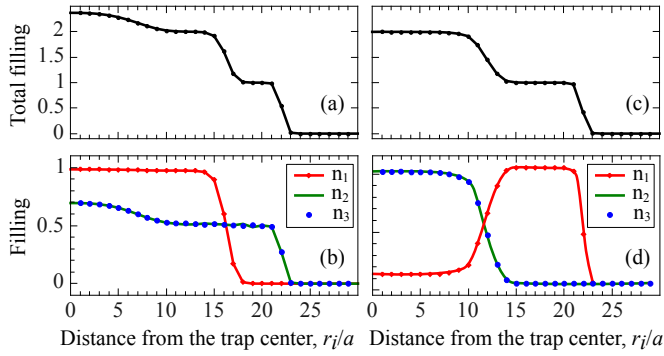 Total filling
2
1.5
1
0.5
0
(a)
(c)
Filling
1
0.5
0
n1
n2
n3
(b)
n1
n2
n3
(d)
0 5 10 15 20 25
0 5 10 15 20 25
Distance from the trap center, ri/a
Distance from the trap center, ri/a